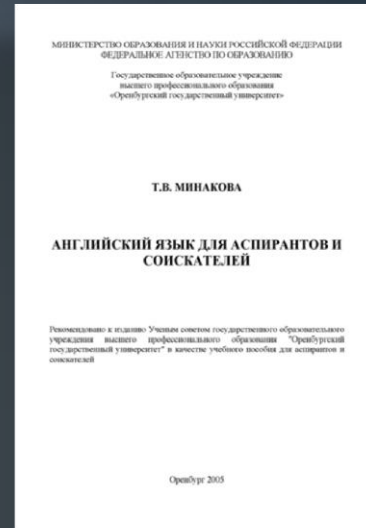 МИНИСТЕРСТВО ОБРАЗОВАНИЯ И НАУКИ РОССИЙСКОЙ ФЕДЕРАЦИИ
ФЕДЕРАЛЬНОЕ АГЕНСТВО ПО ОБРАЗОВАНИЮ
Государственное образовательное учреждение
высшего профессионального образования
«Оренбургский государственный университет»
Т.В. МИНАКОВА
АНГЛИЙСКИЙ ЯЗЫК ДЛЯ АСПИРАНТОВ И
СОИСКАТЕЛЕЙ
Рекомендовано к изданию Ученым советом государственного образовательного
учреждения высшего профессионального образования "Оренбургский
государственный университет" в качестве учебного пособия для аспирантов и
соискателей
Оренбург 2005